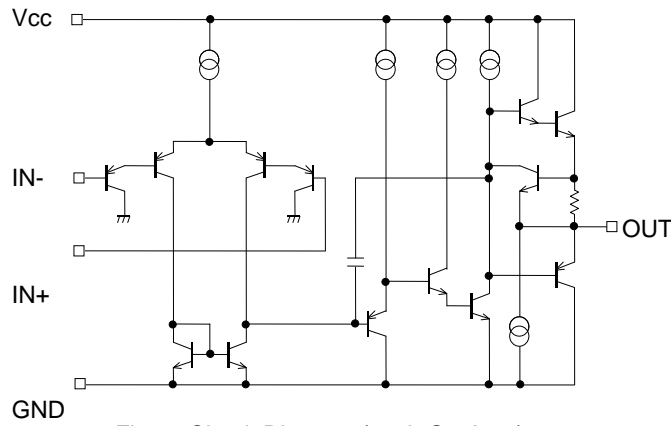 Vcc
IN-
OUT
IN+
GND